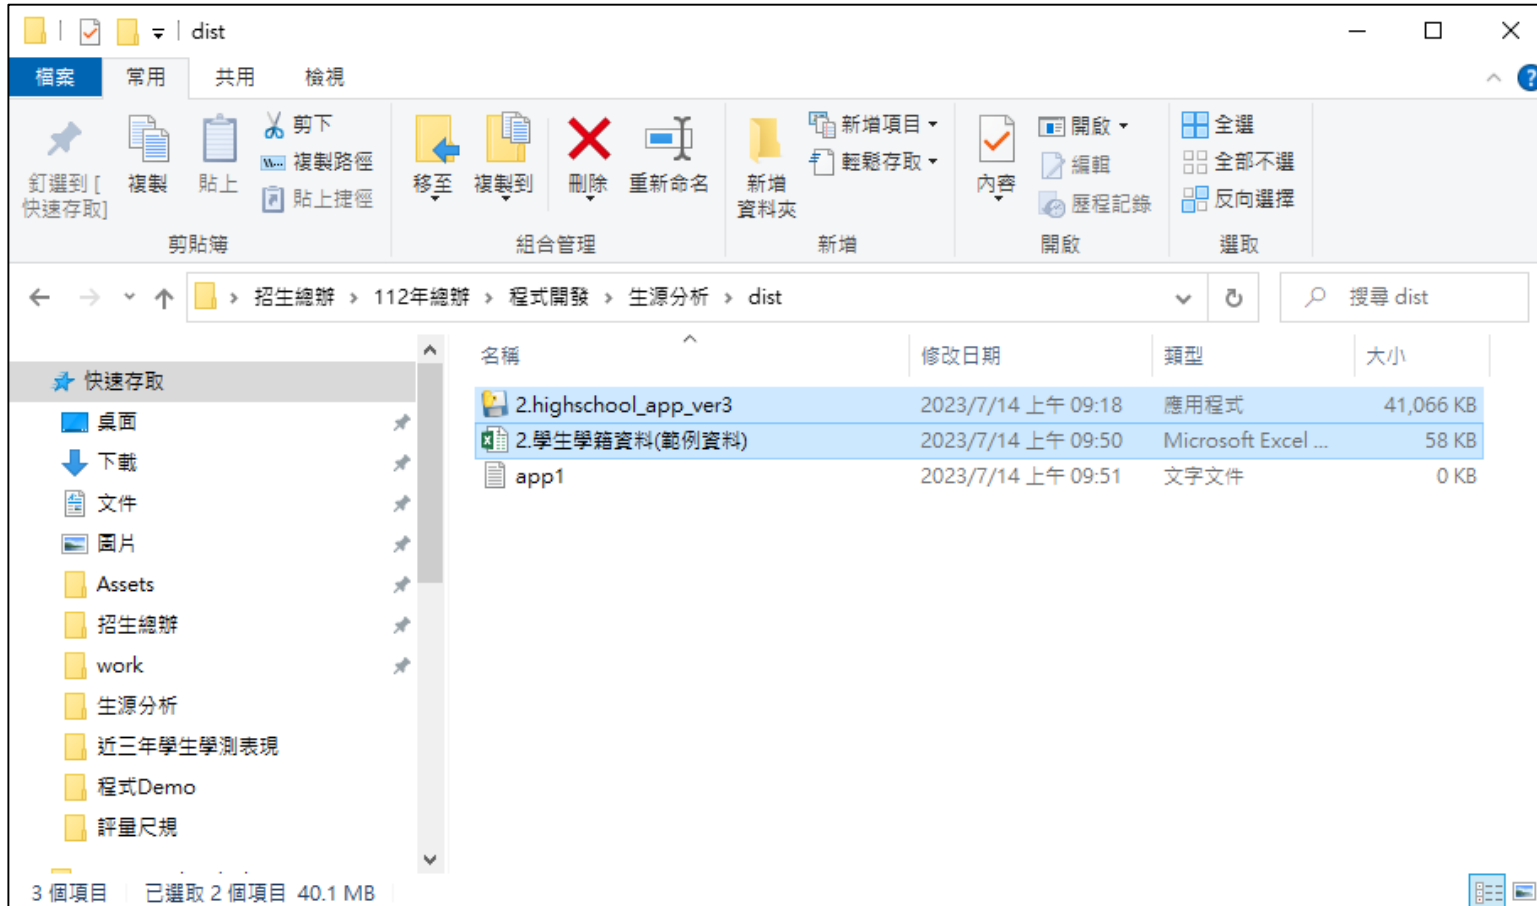 dist
檔案 常用 共用 檢視
釘選到 [
快速存取]
複製
貼上
剪下
複製路徑
貼上捷徑
剪貼簿
移至
複製到
刪除
重新命名
組合管理
新增
資料夾
新增項目
輕鬆存取
新增
內容
開啟
編輯
歷程記錄
開啟
全選
全部不選
反向選擇
選取
招生總辦 > 112年總辦 > 程式開發 > 生源分析 > dist
搜尋 dist
快速存取
桌面
下載
文件
圖片
Assets
招生總辦
work
生源分析
近三年學生學測表現
程式Demo
評量尺規
名稱 修改日期 類型 大小
2.highschool_app_ver3 2023/7/14 上午 09:18 應用程式 41,066 KB
2.學生學籍資料(範例資料) 2023/7/14 上午 09:50 Microsoft Excel ... 58 KB
app1 2023/7/14 上午 09:51 文字文件 0 KB
3 個項目 已選取 2 個項目 40.1 MB